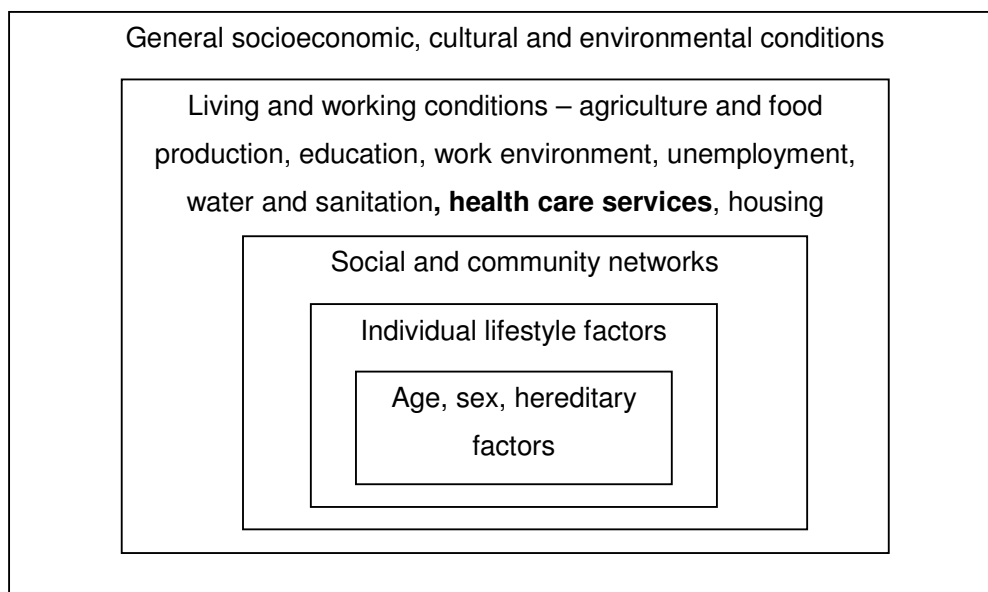 General socioeconomic, cultural and environmental conditions
Living and working conditions – agriculture and food
production, education, work environment, unemployment,
water and sanitation, health care services, housing
Social and community networks
Individual lifestyle factors
Age, sex, hereditary
factors